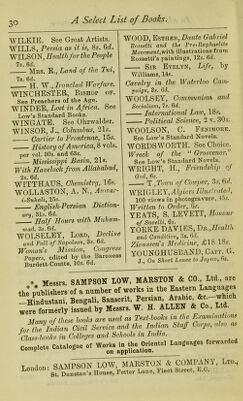 30 A Select List of Books.
WILKIE. See Great Artists.
WILLS, Persia as it is, 8s. 6d.
WILSON, Health for the People
7s. 6d.
—— Mrs. R., Land of the Tui,
7s. 6d.
—— H. W., Ironclad Warfare.
WINCHESTER, BISHOP OF.
See Preachers of the Age.
WINDER, Lost in Africa. See
Low's Standard Books.
WINGATE. See Ohrwalder.
WINSOR, J., Columbus, 21s.
—— Cartier to Frontenac, 15s.
—— History of America, 8 vols.
per vol. 30s. and 63s.
—— Mississippi Basin, 21s.
With Havelock from Allahabad,
2s. 6d.
WITTHAUS, Chemistry, 16s.
WOLLASTON, A. N., Anwar-
i-Suhaili, 15s.
—— English-Persian Diction-
ary, 31s. 6d.
—— Half Hours with Muham-
mad, 3s. 6d.
WOLSELEY, LORD, Decline
and Fall of Napoleon, 3s. 6d.
Woman's Mission, Congress
Papers, edited by the Baroness
Burdett-Coutts, 10s. 6d.
WOOD, ESTHER, Dante Gabriel
Rossetti and the Pre-Raphaelite
Movement, with illustrations from
Rossetti's paintings, 12s. 6d.
—— SIR EVELYN, Life, by
Williams, 14s.
—— Cavalry in the Waterloo Cam-
paign, 3s. 6d.
WOOLSEY, Communism and
Socialism, 7s. 6d.
—— International Law, 18s.
—— Political Science, 2 v. 30s.
WOOLSON, C. FENIMORE.
See Low's Standard Novels.
WORDSWORTH. See Choice.
Wreck of the "Grosvenor."
See Low's Standard Novels.
WRIGHT, H., Friendship of
God, 6s.
—— T., Town of Cowper, 3s. 6d.
WRIGLEY, Alpine Illustrated,
100 views in photogravure, 45s.
Written to Order, 6s.
YEATS, S. LEVETT, Honour
of Savelli, 6s.
YORKE DAVIES, DR., Health
and Condition, 3s. 6d.
Ziemssen's Medicine, £18 18s.
YOUNGHUSBAND, CAPT. G.
J., On Short Leave to Japan, 6s.
Messrs. SAMPSON LOW, MARSTON & CO., Ltd., are
the publishers of a number of works in the Eastern Languages
—Hindustani, Bengali, Sanscrit, Persian, Arabic, &c.—which
were formerly issued by Messrs. W. H. ALLEN & Co., Ltd.
Many of these books are used as Text-books in the Examinations
for the Indian Civil Service and the Indian Staff Corps, also as
Class-books in Colleges and Schools in India.
Complete Catalogue of Works in the Oriental Languages forwarded
on application.
London: SAMPSON LOW, MARSTON & COMPANY, LTD.,
St. Dunstan's House, Fetter Lane, Fleet Street, E.C.